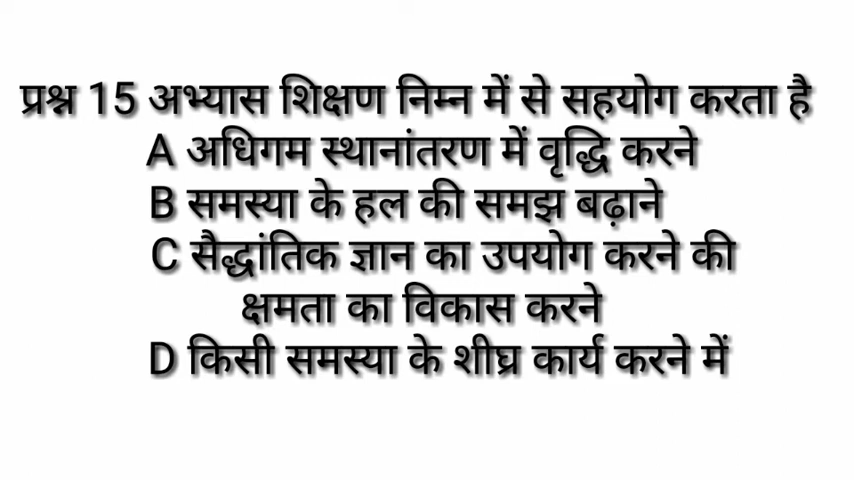 प्रश्न 15 अभ्यास शिक्षण निम्न में से सहयोग करता है
A अधिगम स्थानांतरण में वृद्धि करने
B समस्या के हल की समझ बढ़ाने
C सैद्धांतिक ज्ञान का उपयोग करने की
क्षमता का विकास करने
D किसी समस्या के शीघ्र कार्य करने में